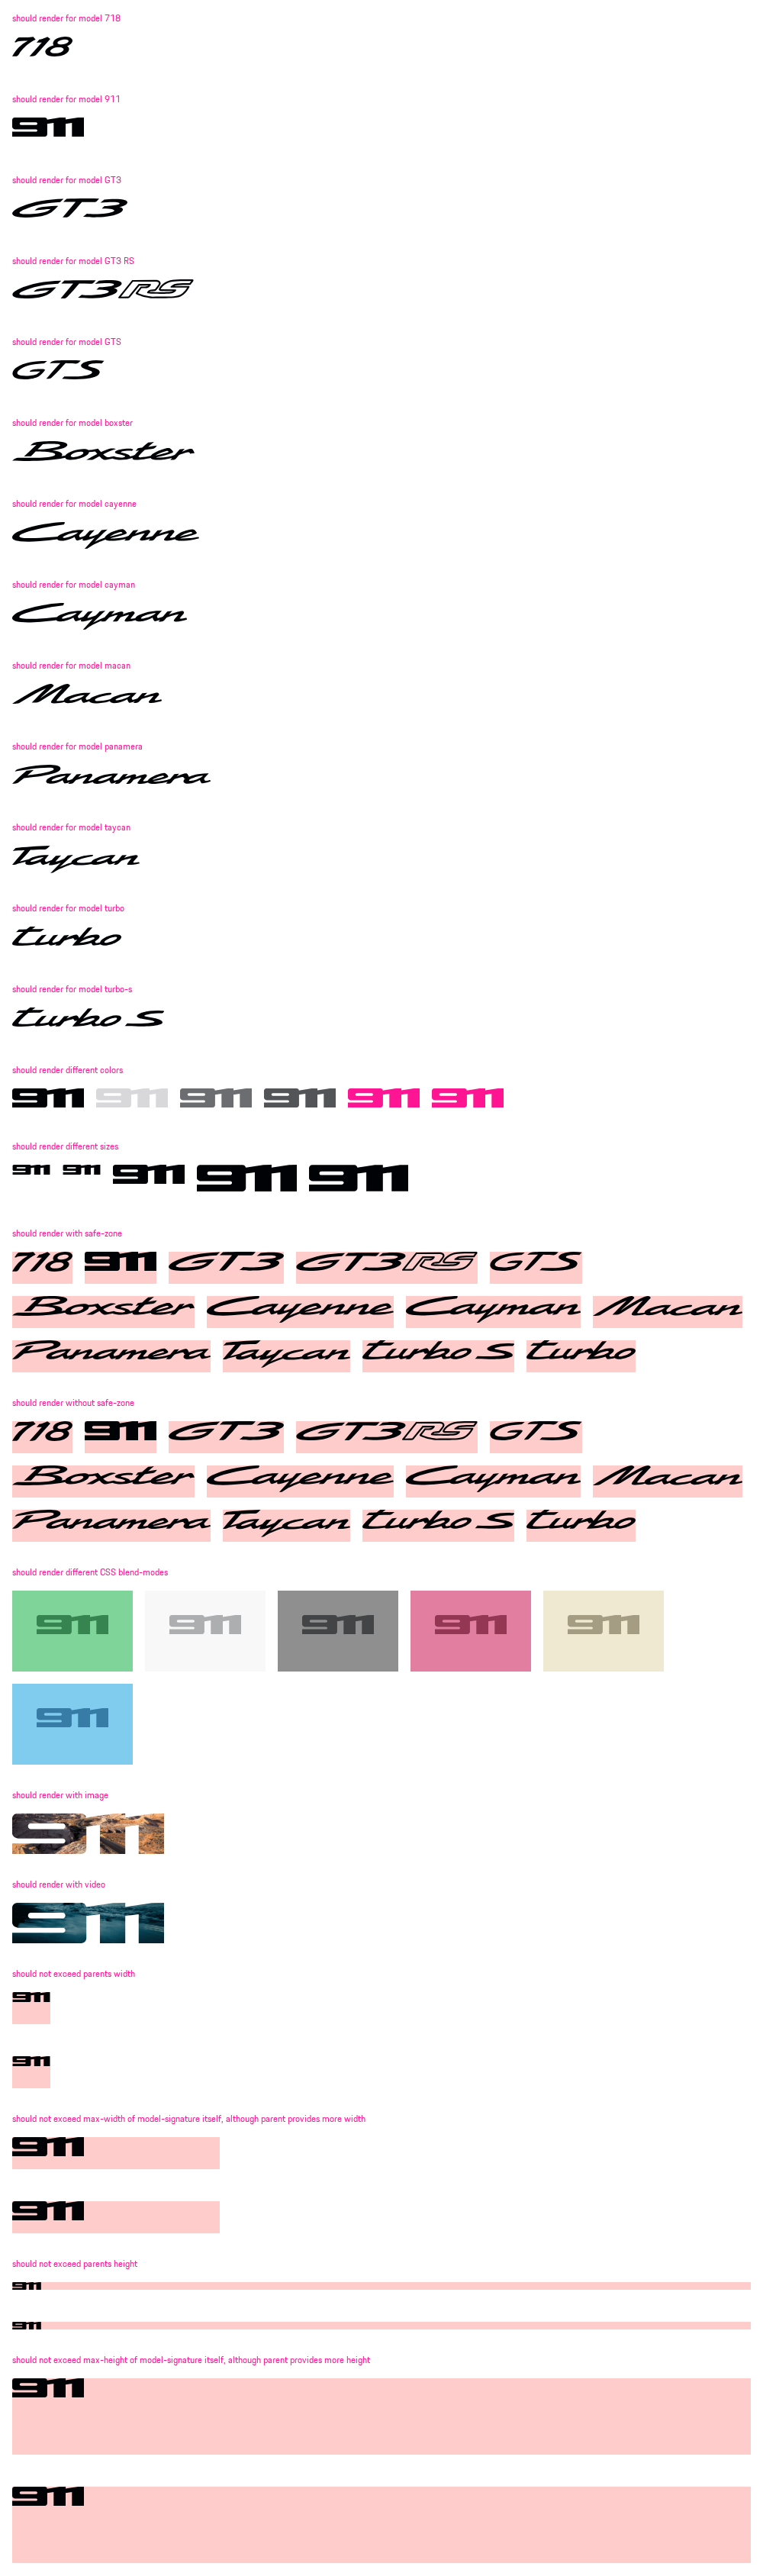 should render for model 718
718
should render for model 911
911
should render for model GT3
GT3
should render for model GT3 RS
GT3 RS
should render for model GTS
GTS
should render for model boxster
Boxster
should render for model cayenne
Cayenne
should render for model cayman
Cayman
should render for model macan
Macan
should render for model panamera
Panamera
should render for model taycan
Taycan
should render for model turbo
turbo
should render for model turbo-s
turbo S
should render different colors
911 911 911 911 911 911
should render different sizes
911 911 911 911 911
should render with safe-zone
718 911 GT3 GT3 RS GTS
Boxster Cayenne Cayman Macan
Panamera Taycan turbo S turbo
should render without safe-zone
718 911 GT3 GT3 RS GTS
Boxster Cayenne Cayman Macan
Panamera Taycan turbo S turbo
should render different CSS blend-modes
911 911 911 911 911
911
should render with image
911
should render with video
911
should not exceed parents width
911
911
should not exceed max-width of model-signature itself, although parent provides more width
911
911
should not exceed parents height
911
911
should not exceed max-height of model-signature itself, although parent provides more height
911
911